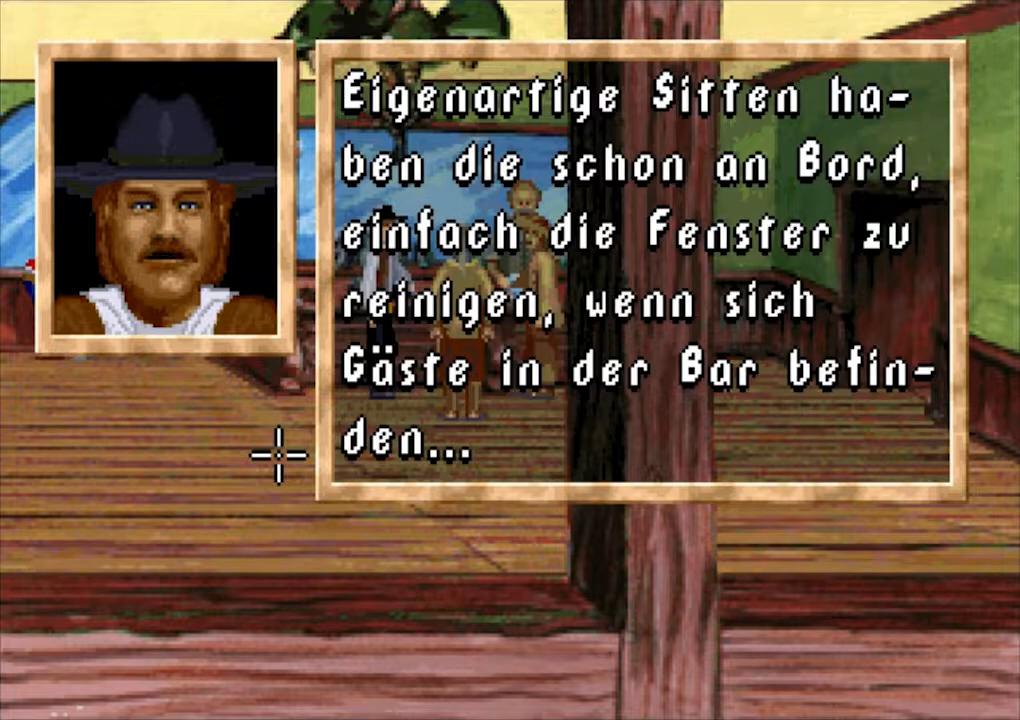 Eigenartige Sitten ha-
ben die schon an Bord,
einfach die Fenster zu
reinigen, wenn sich
Gäste in der Bar befin-
den...